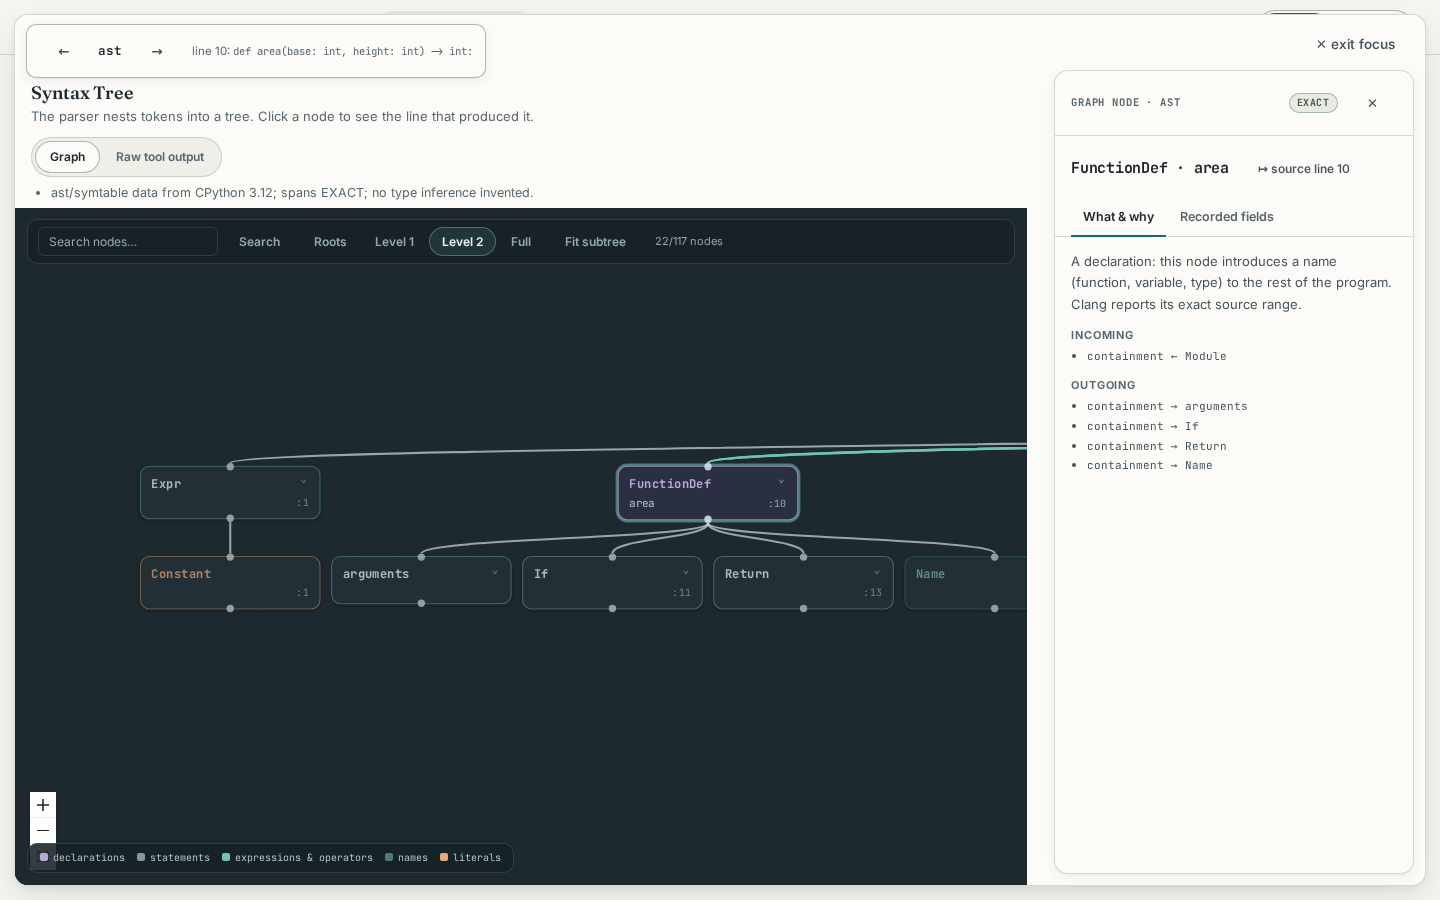 ← ast → line 10: def area(base: int, height: int) -> int:
× exit focus
Syntax Tree
The parser nests tokens into a tree. Click a node to see the line that produced it.
Graph Raw tool output
• ast/symtable data from CPython 3.12; spans EXACT; no type inference invented.
Search nodes... Search Roots Level 1 Level 2 Full Fit subtree 22/117 nodes
Expr
:1
FunctionDef
area :10
Constant
:1
arguments
If
:11
Return
:13
Name
+
−
declarations statements expressions & operators names literals
GRAPH NODE · AST EXACT ×
FunctionDef · area ↦ source line 10
What & why Recorded fields
A declaration: this node introduces a name
(function, variable, type) to the rest of the program.
Clang reports its exact source range.
INCOMING
• containment ← Module
OUTGOING
• containment → arguments
• containment → If
• containment → Return
• containment → Name